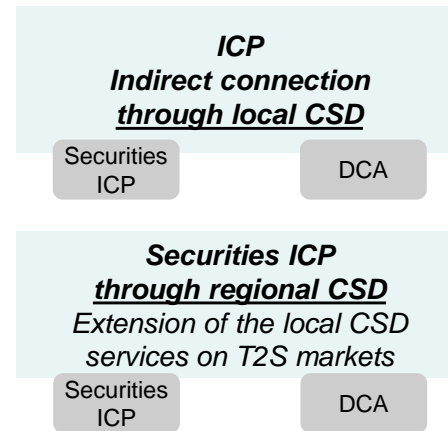 ICP
Indirect connection
through local CSD
Securities
ICP
DCA
Securities ICP
through regional CSD
Extension of the local CSD
services on T2S markets
Securities
ICP
DCA